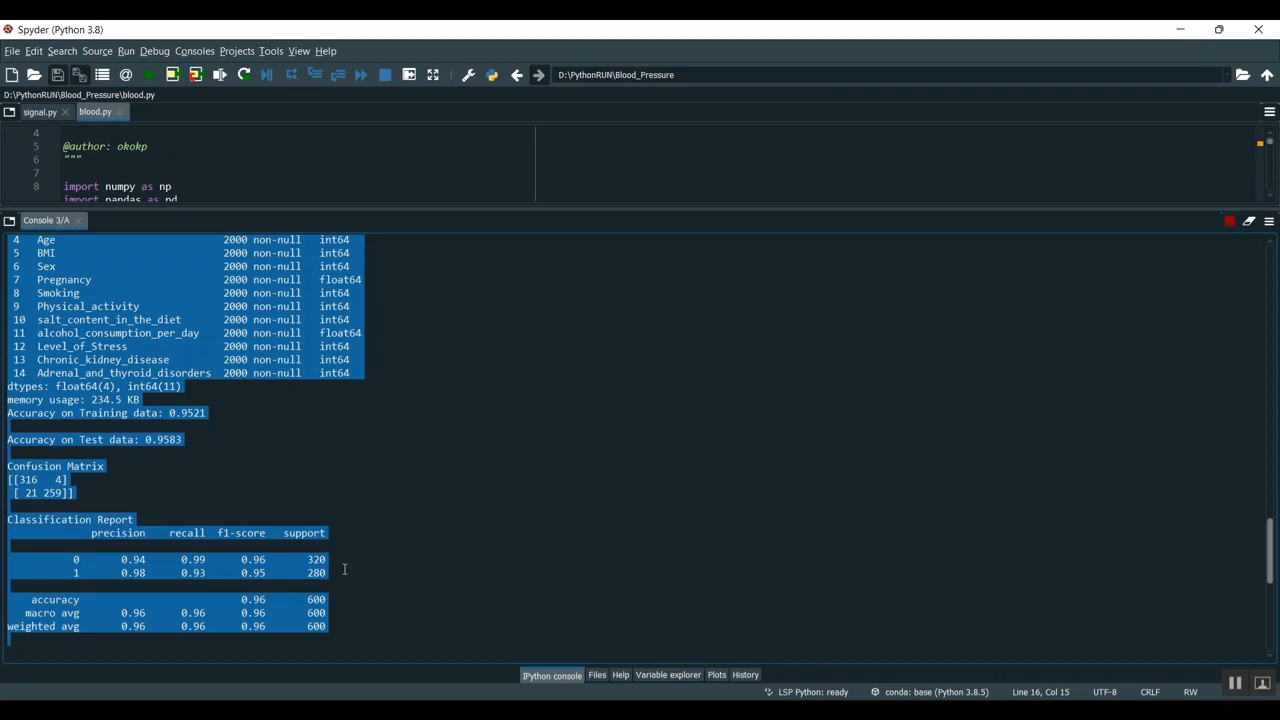 Spyder (Python 3.8)
File Edit Search Source Run Debug Consoles Projects Tools View Help
D:\PythonRUN\Blood_Pressure
D:\PythonRUN\Blood_Pressure\blood.py
signal.py blood.py
4
5 @author: okokp
6 """
7
8 import numpy as np
import pandas as pd
Console 3/A
4 Age 2000 non-null int64
5 BMI 2000 non-null int64
6 Sex 2000 non-null int64
7 Pregnancy 2000 non-null float64
8 Smoking 2000 non-null int64
9 Physical_activity 2000 non-null int64
10 salt_content_in_the_diet 2000 non-null int64
11 alcohol_consumption_per_day 2000 non-null float64
12 Level_of_Stress 2000 non-null int64
13 Chronic_kidney_disease 2000 non-null int64
14 Adrenal_and_thyroid_disorders 2000 non-null int64
dtypes: float64(4), int64(11)
memory usage: 234.5 KB
Accuracy on Training data: 0.9521
Accuracy on Test data: 0.9583
Confusion Matrix
[[316 4]
[ 21 259]]
Classification Report
precision recall f1-score support
0 0.94 0.99 0.96 320
1 0.98 0.93 0.95 280
accuracy 0.96 600
macro avg 0.96 0.96 0.96 600
weighted avg 0.96 0.96 0.96 600
IPython console Files Help Variable explorer Plots History
LSP Python: ready conda: base (Python 3.8.5) Line 16, Col 15 UTF-8 CRLF RW